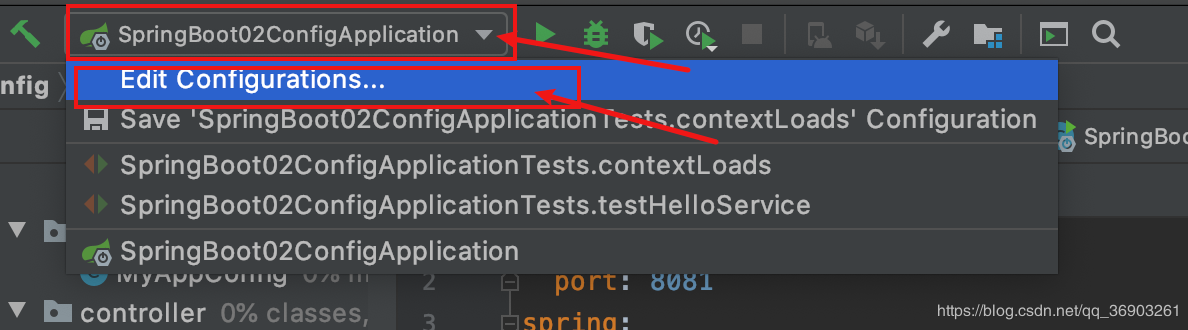 SpringBoot02ConfigApplication
Edit Configurations...
nfig
Save 'SpringBoot02ConfigApplicationTests.contextLoads' Configuration
SpringBoo
SpringBoot02ConfigApplicationTests.contextLoads
SpringBoot02ConfigApplicationTests.testHelloService
SpringBoot02ConfigApplication
MyAppConfig 0% m
2 port: 8081
controller 0% classes,
3 spring:
https://blog.csdn.net/qq_36903261